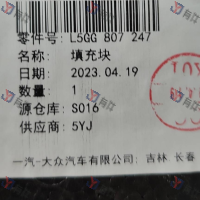 零件号: L5GG 807 247
名称: 填充块
日期: 2023.04.19
数量: 1
源仓库: S016
供应商: 5YJ
一汽-大众汽车有限公司: 吉林. 长春